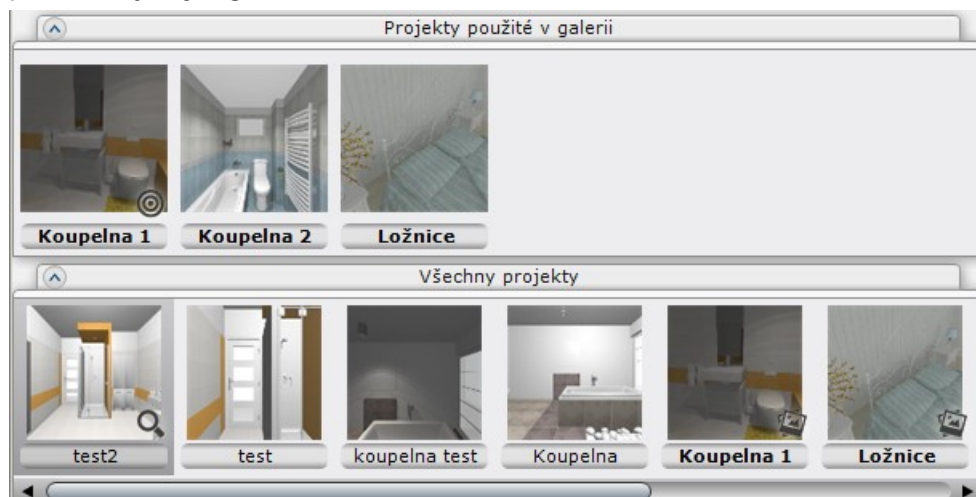 Projekty použité v galerii
Koupelna 1 Koupelna 2 Ložnice
Všechny projekty
test2 test koupelna test Koupelna Koupelna 1 Ložnice